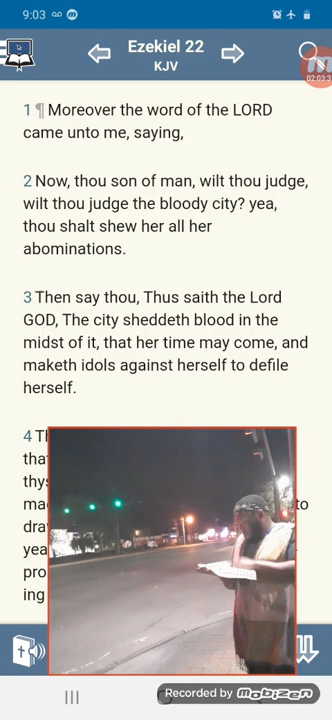 9:03
Ezekiel 22
KJV
02:03:3
1 ¶ Moreover the word of the LORD
came unto me, saying,
2 Now, thou son of man, wilt thou judge,
wilt thou judge the bloody city? yea,
thou shalt shew her all her
abominations.
3 Then say thou, Thus saith the Lord
GOD, The city sheddeth blood in the
midst of it, that her time may come, and
maketh idols against herself to defile
herself.
4 Th
tha
thys
ma to
dra
yea
pro
ing
Recorded by mobizen